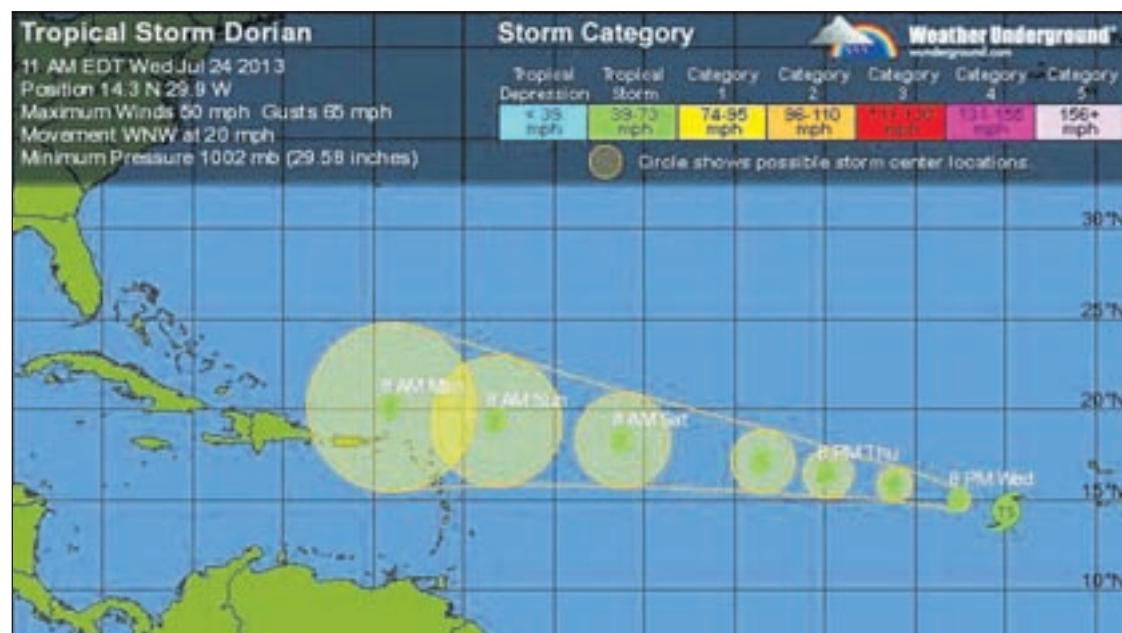 Tropical Storm Dorian
11 AM EDT Wed Jul 24 2013
Position 14.3 N 29.9 W
Maximum Winds 50 mph Gusts 65 mph
Movement WNW at 20 mph
Minimum Pressure 1002 mb (29.58 inches)
Storm Category
Weather Underground
wunderground.com
Tropical Depression
Tropical Storm
Category 1
Category 2
Category 3
Category 4
Category 5
< 39 mph
39-73 mph
74-95 mph
96-110 mph
mph
mph
156+ mph
Circle shows possible storm center locations.
30°N
25°N
20°N
15°N
10°N
8 AM Mon
8 AM Sun
8 AM Sat
8 PM Thu
8 PM Wed
TS